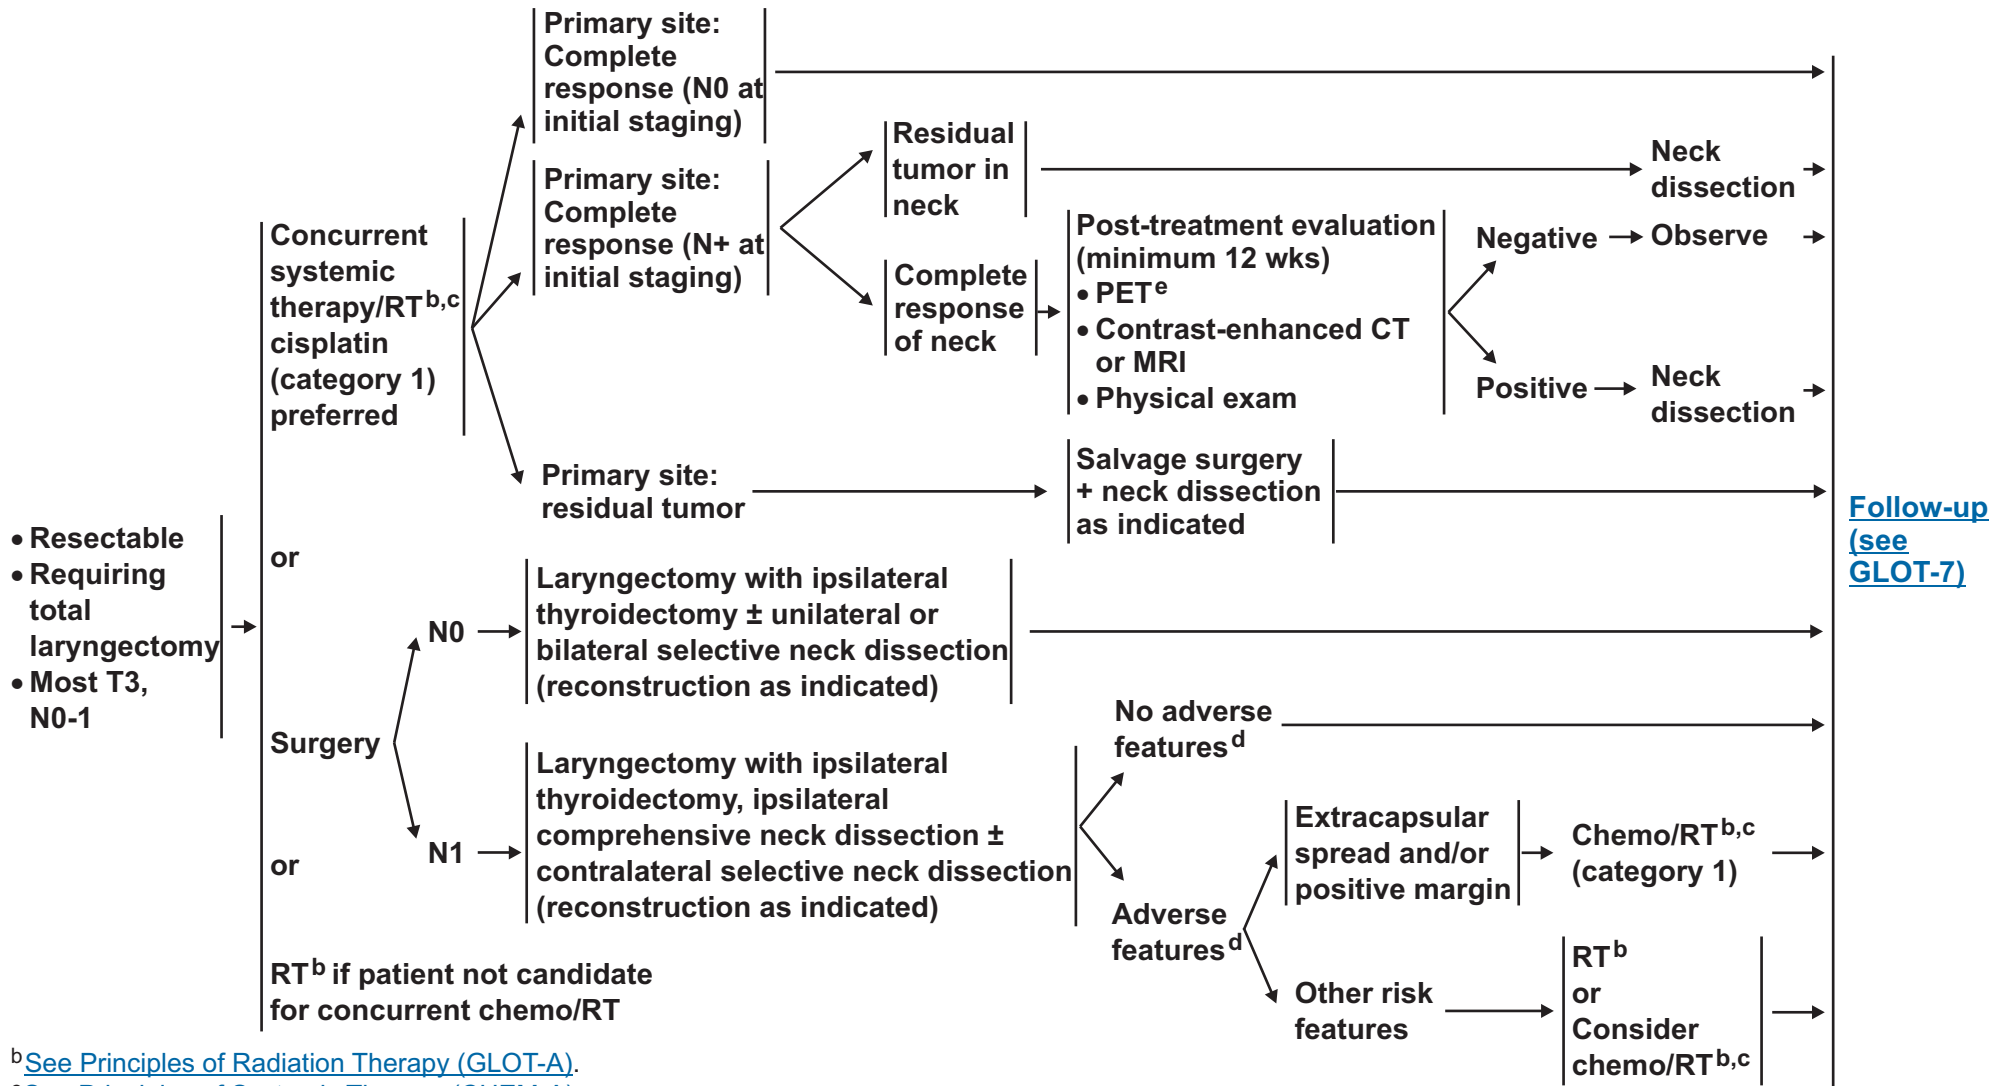 Primary site:
Complete
response (N0 at
initial staging)
Primary site:
Complete
response (N+ at
initial staging)
Residual
tumor in
neck
Neck
dissection
Concurrent
systemic
therapy/RTb,c
cisplatin
(category 1)
preferred
Complete
response
of neck
Post-treatment evaluation
(minimum 12 wks)
• PETe
• Contrast-enhanced CT
or MRI
• Physical exam
Negative
Observe
Positive
Neck
dissection
Primary site:
residual tumor
Salvage surgery
+ neck dissection
as indicated
Follow-up
(see
GLOT-7)
• Resectable
• Requiring
total
laryngectomy
• Most T3,
N0-1
or
Surgery
N0
Laryngectomy with ipsilateral
thyroidectomy ± unilateral or
bilateral selective neck dissection
(reconstruction as indicated)
N1
Laryngectomy with ipsilateral
thyroidectomy, ipsilateral
comprehensive neck dissection ±
contralateral selective neck dissection
(reconstruction as indicated)
No adverse
featuresd
Adverse
featuresd
Extracapsular
spread and/or
positive margin
Chemo/RTb,c
(category 1)
Other risk
features
RTb
or
Consider
chemo/RTb,c
or
RTb if patient not candidate
for concurrent chemo/RT
bSee Principles of Radiation Therapy (GLOT-A).